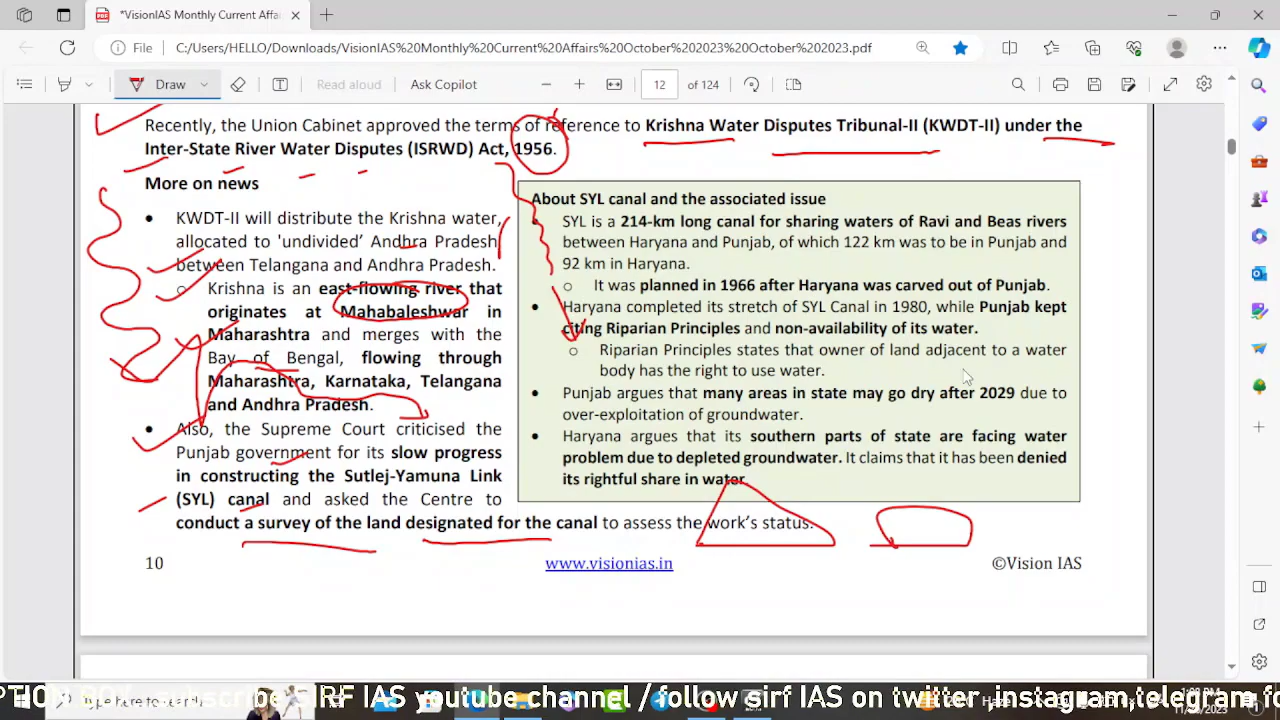 *VisionIAS Monthly Current Affai
File
C:/Users/HELLO/Downloads/VisionIAS%20Monthly%20Current%20Affairs%20October%202023%20October%202023.pdf
Draw
Read aloud
Ask Copilot
12
of 124
Recently, the Union Cabinet approved the terms of reference to Krishna Water Disputes Tribunal-II (KWDT-II) under the
Inter-State River Water Disputes (ISRWD) Act, 1956.
More on news
• KWDT-II will distribute the Krishna water,
allocated to 'undivided' Andhra Pradesh
between Telangana and Andhra Pradesh.
o Krishna is an east-flowing river that
originates at Mahabaleshwar in
Maharashtra and merges with the
Bay of Bengal, flowing through
Maharashtra, Karnataka, Telangana
and Andhra Pradesh.
• Also, the Supreme Court criticised the
Punjab government for its slow progress
in constructing the Sutlej-Yamuna Link
(SYL) canal and asked the Centre to
conduct a survey of the land designated for the canal to assess the work's status.
About SYL canal and the associated issue
• SYL is a 214-km long canal for sharing waters of Ravi and Beas rivers
between Haryana and Punjab, of which 122 km was to be in Punjab and
92 km in Haryana.
o It was planned in 1966 after Haryana was carved out of Punjab.
• Haryana completed its stretch of SYL Canal in 1980, while Punjab kept
citing Riparian Principles and non-availability of its water.
o Riparian Principles states that owner of land adjacent to a water
body has the right to use water.
• Punjab argues that many areas in state may go dry after 2029 due to
over-exploitation of groundwater.
• Haryana argues that its southern parts of state are facing water
problem due to depleted groundwater. It claims that it has been denied
its rightful share in water.
10
www.visionias.in
©Vision IAS
subscribe SIRF IAS youtube channel /follow sirf IAS on twitter, instagram,telegram fo